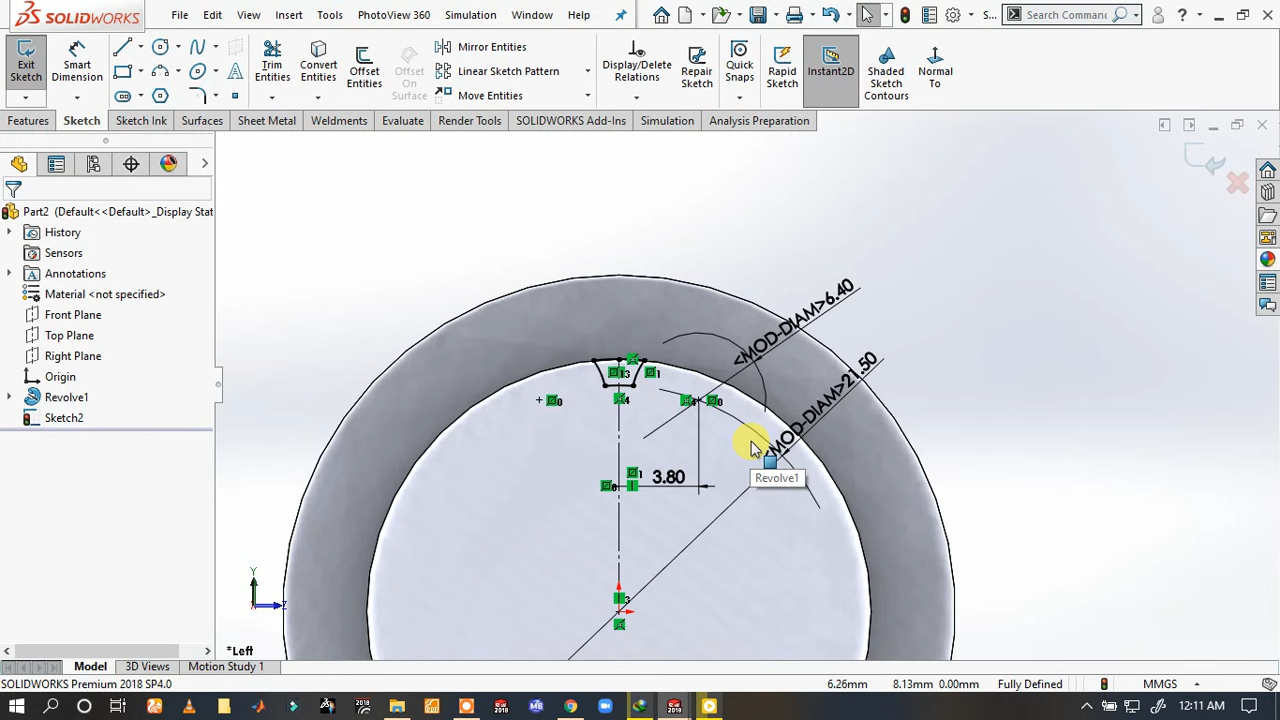 SOLIDWORKS File Edit View Insert Tools PhotoView 360 Simulation Window Help S... Search Commanc
Exit Sketch
Smart Dimension
Trim Entities
Convert Entities
Offset Entities
Offset On Surface
Mirror Entities
Linear Sketch Pattern
Move Entities
Display/Delete Relations
Repair Sketch
Quick Snaps
Rapid Sketch
Instant2D
Shaded Sketch Contours
Normal To
Features Sketch Sketch Ink Surfaces Sheet Metal Weldments Evaluate Render Tools SOLIDWORKS Add-Ins Simulation Analysis Preparation
Part2 (Default<<Default>_Display Stat
History
Sensors
Annotations
Material <not specified>
Front Plane
Top Plane
Right Plane
Origin
Revolve1
Sketch2
<MOD-DIAM>6.40
<MOD-DIAM>21.50
3.80
Revolve1
Y
Z
*Left
Model 3D Views Motion Study 1
SOLIDWORKS Premium 2018 SP4.0 6.26mm 8.13mm 0.00mm Fully Defined MMGS
12:11 AM